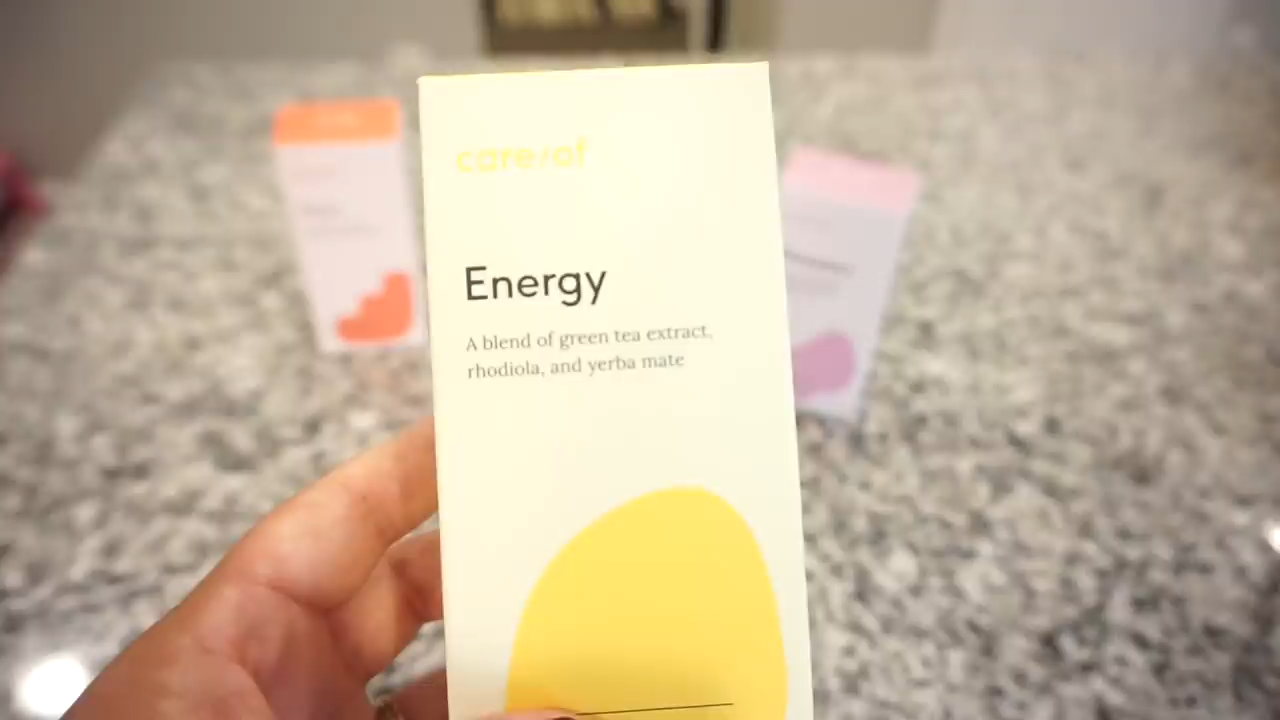 care/of
Energy
A blend of green tea extract,
rhodiola, and yerba mate